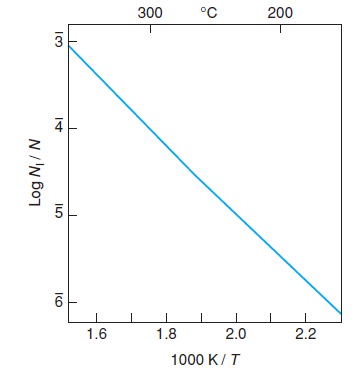 300 °C 200
3̅
4̅
5̅
6̅
Log N_I / N
1.6 1.8 2.0 2.2
1000 K / T